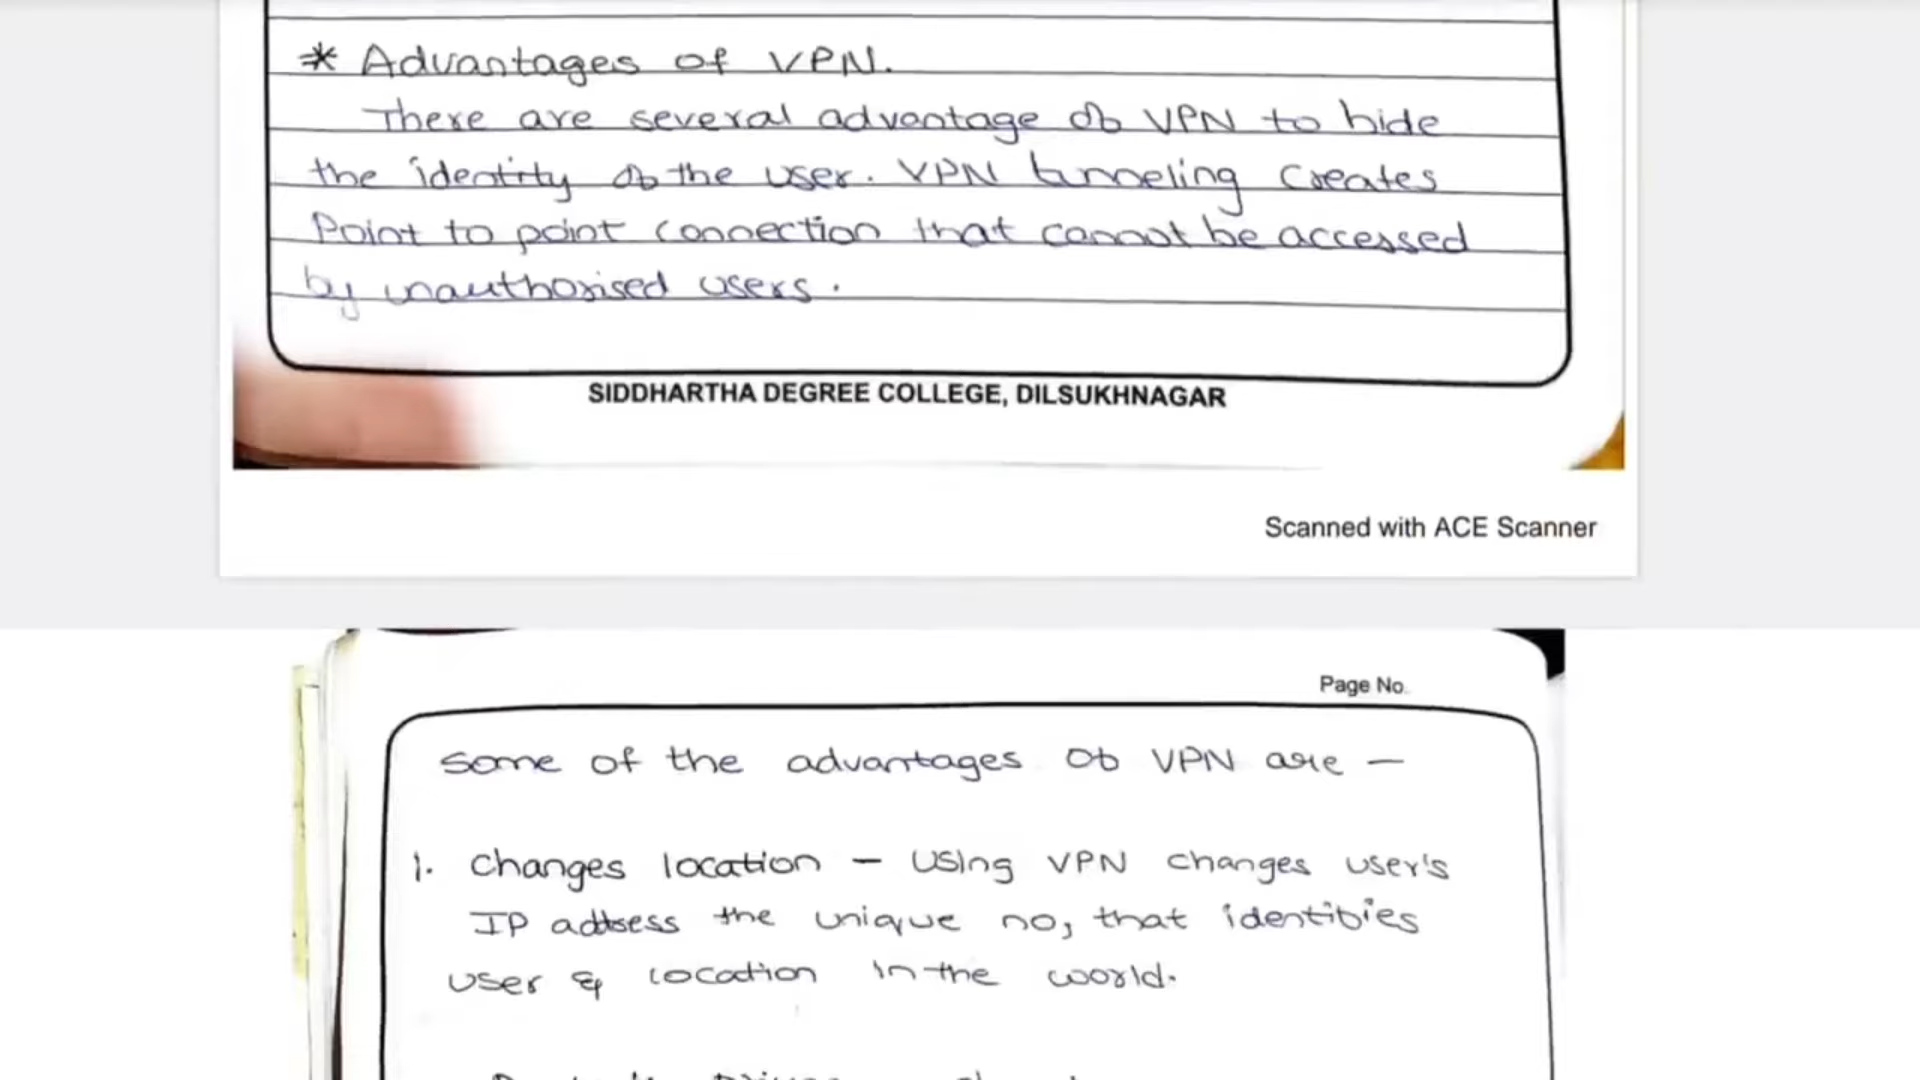 * Advantages of VPN.
There are several advantage of VPN to hide
the identity of the user. VPN tunneling creates
Point to point connection that cannot be accessed
by unauthorised users.
SIDDHARTHA DEGREE COLLEGE, DILSUKHNAGAR
Scanned with ACE Scanner
Page No.
some of the advantages of VPN are -
1. Changes location - Using VPN changes user's
IP address the unique no, that identifies
user & location in the world.